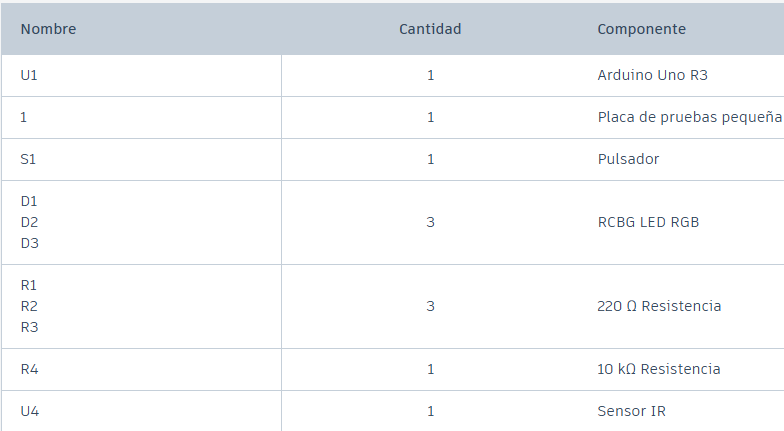 Nombre Cantidad Componente
U1 1 Arduino Uno R3
1 1 Placa de pruebas pequeña
S1 1 Pulsador
D1
D2 3 RCBG LED RGB
D3
R1
R2 3 220 Ω Resistencia
R3
R4 1 10 kΩ Resistencia
U4 1 Sensor IR